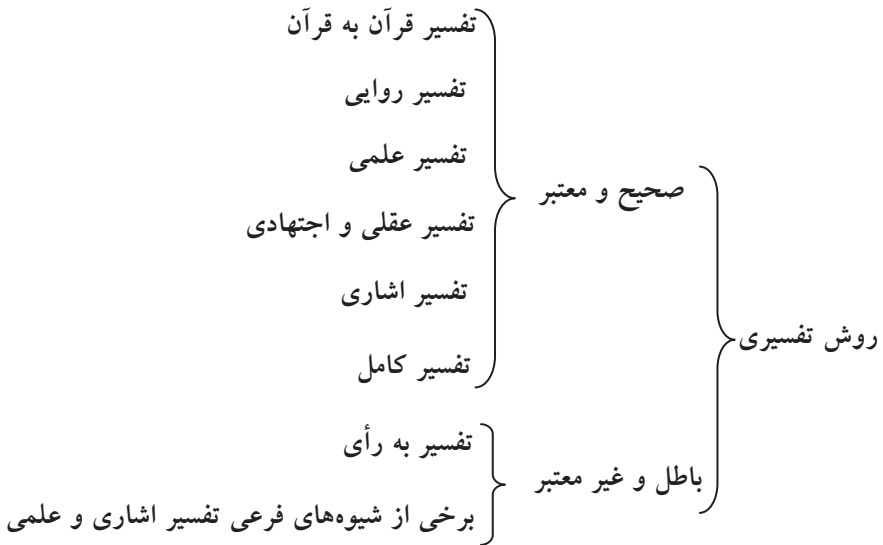 تفسیر قرآن به قرآن
تفسیر روایی
تفسیر علمی
صحیح و معتبر
تفسیر عقلی و اجتهادی
تفسیر اشاری
روش تفسیری
تفسیر کامل
تفسیر به رأی
باطل و غیر معتبر
برخی از شیوه‌های فرعی تفسیر اشاری و علمی